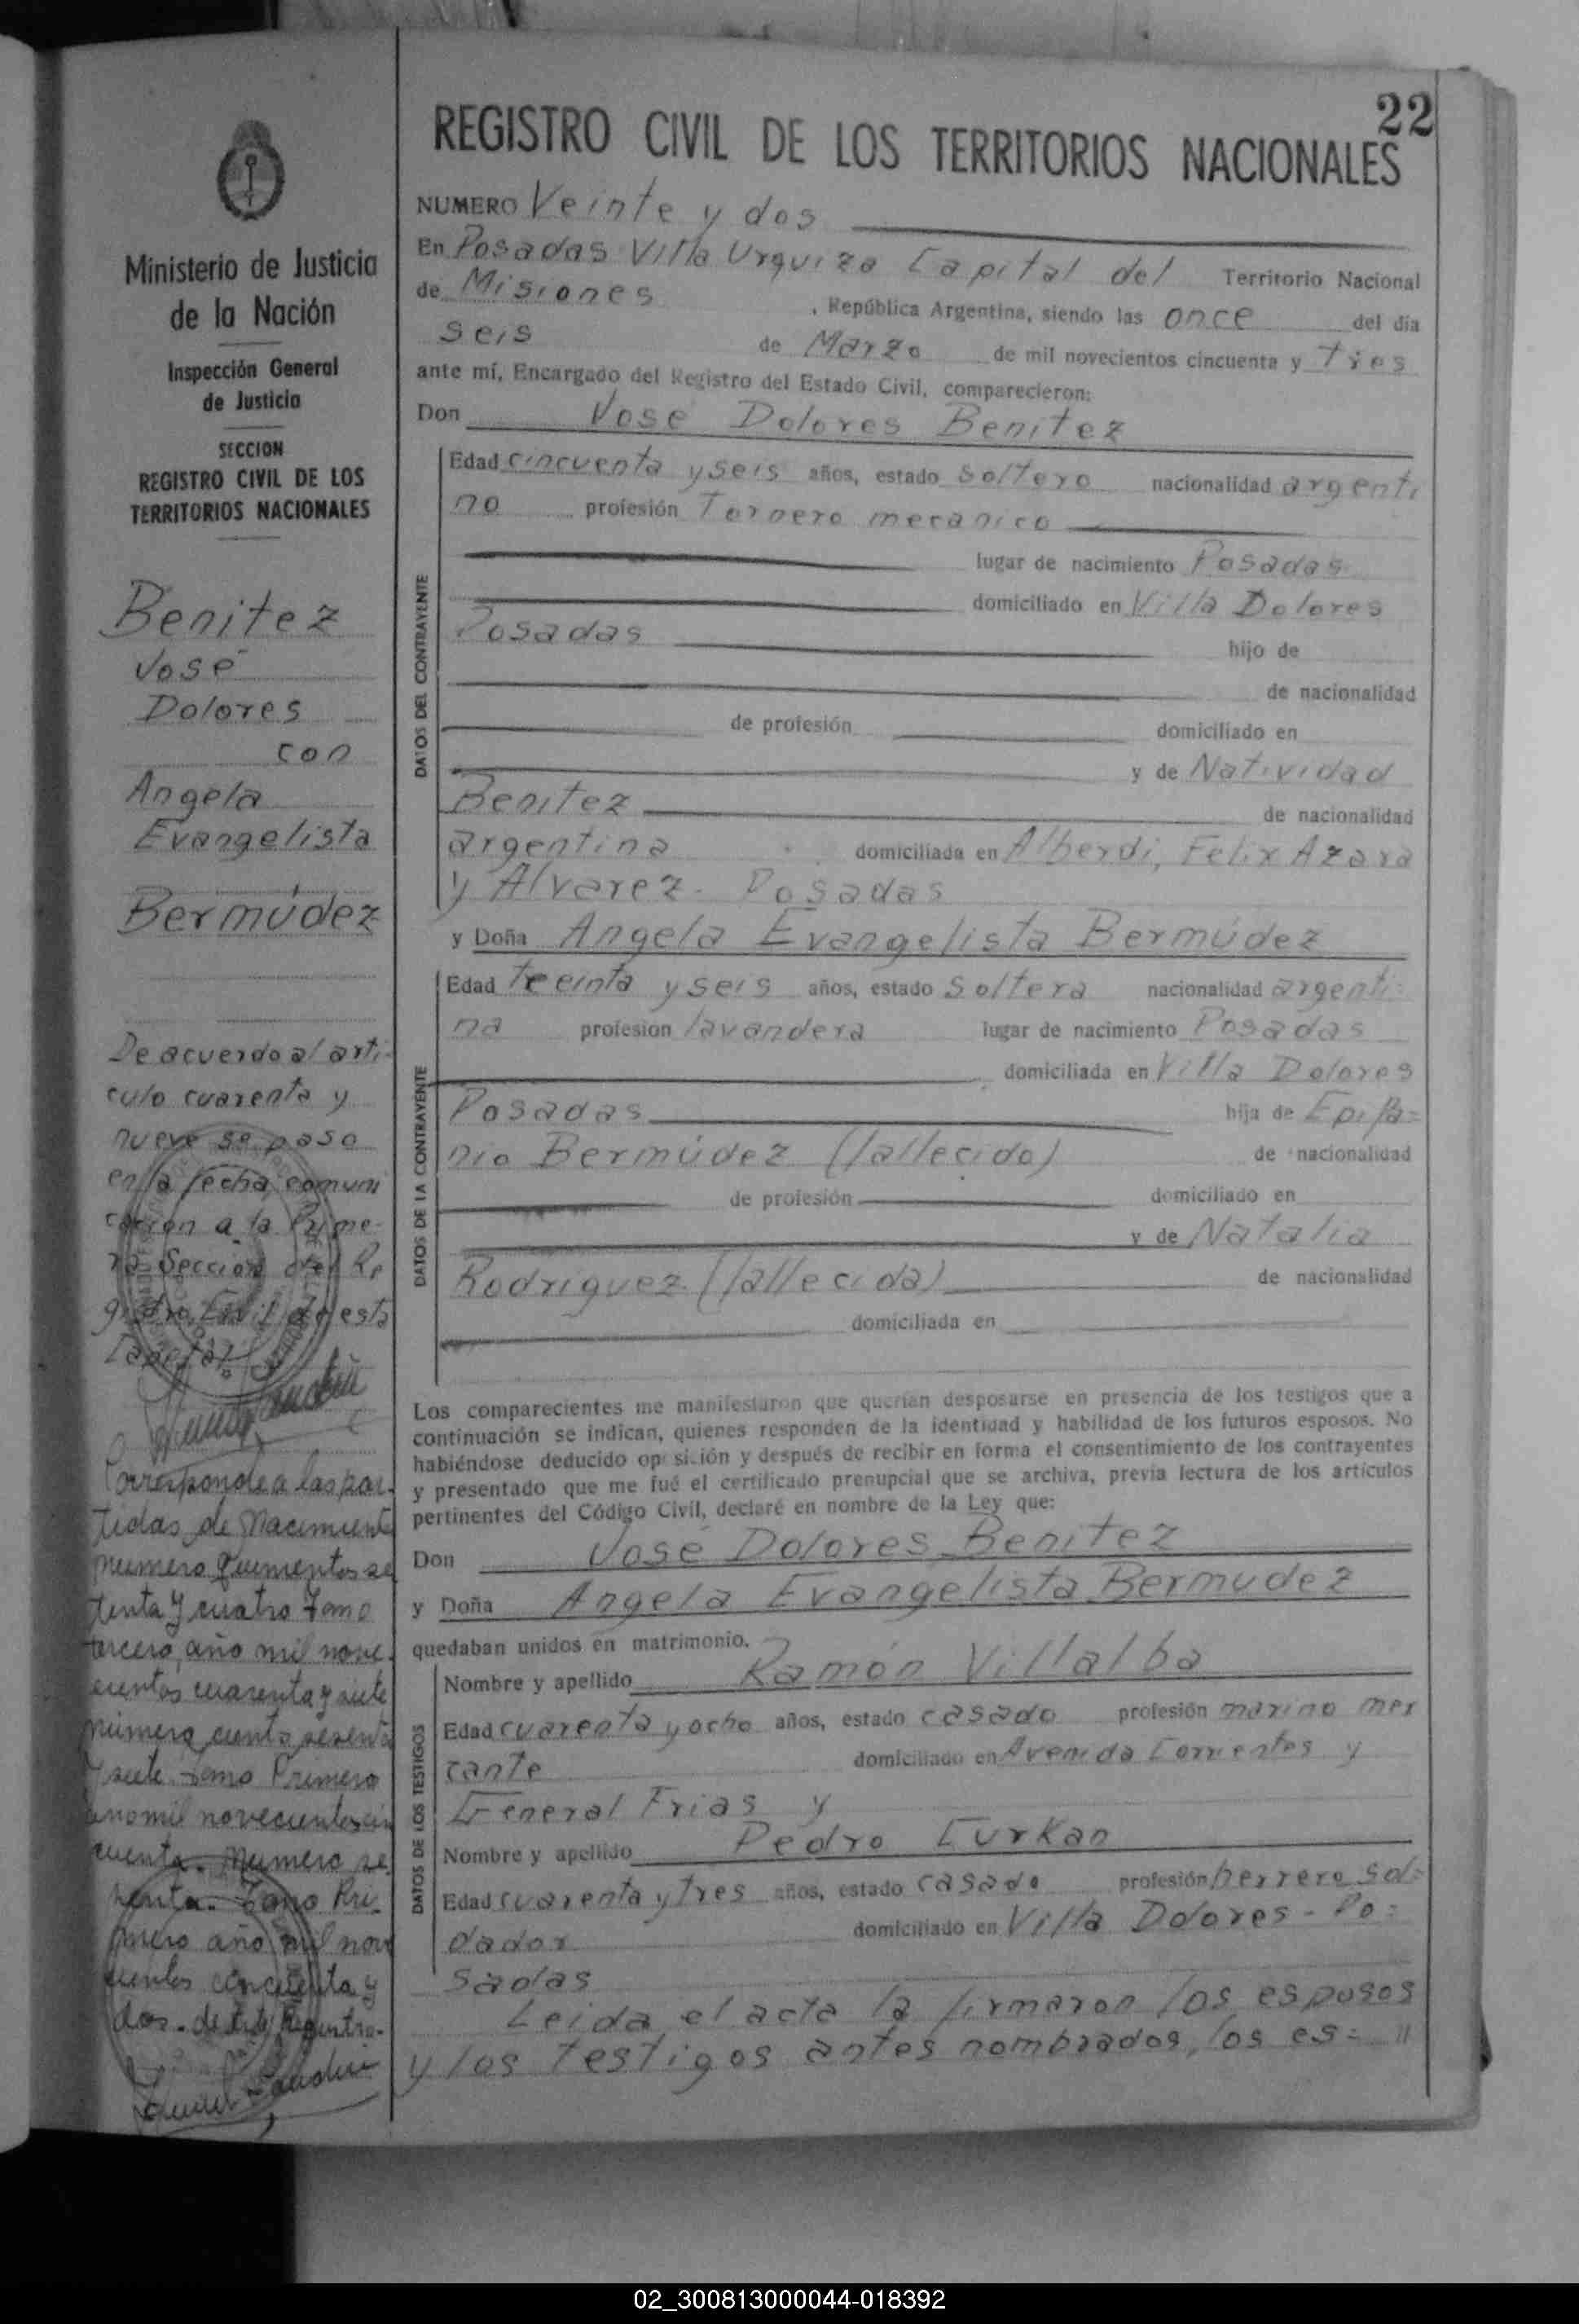 22
REGISTRO CIVIL DE LOS TERRITORIOS NACIONALES
Ministerio de Justicia
de la Nación
Inspección General
de Justicia
SECCION
REGISTRO CIVIL DE LOS
TERRITORIOS NACIONALES
Benitez
José
Dolores
con
Angela
Evangelista
Bermúdez
De acuerdo al arti-
culo cuarenta y
nueve se paso
en la fecha comuni
cacion a la Prime-
ra Seccion del Re
gistro Civil de esta
Capital
Corresponde a las par-
tidas de Nacimiento
numero quinientos se
tenta y cuatro tomo
tercero, año mil nove-
cientos cuarenta y siete
número ciento sesenta
y siete tomo Primero
año mil novecientos cin
cuenta. Numero se
senta. Tomo Pri-
mero año mil nove
cientos cincuenta y
dos. de este Registro.
NUMERO Veinte y dos
En Posadas Villa Urquiza Capital del Territorio Nacional
de Misiones , República Argentina, siendo las once del día
seis de Marzo de mil novecientos cincuenta y tres
ante mí, Encargado del Registro del Estado Civil, comparecieron:
Don José Dolores Benitez
DATOS DEL CONTRAYENTE
Edad cincuenta y seis años, estado soltero nacionalidad argenti
no profesión Tornero mecanico
lugar de nacimiento Posadas
domiciliado en Villa Dolores
Posadas hijo de
de nacionalidad
de profesión domiciliado en
y de Natividad
Benitez de nacionalidad
argentina domiciliada en Alberdi, Felix Azara
y Alvarez. Posadas
y Doña Angela Evangelista Bermúdez
DATOS DE LA CONTRAYENTE
Edad treeinta y seis años, estado soltera nacionalidad argenti
na profesion lavandera lugar de nacimiento Posadas
domiciliada en Villa Dolores
Posadas hija de Epifa=
nio Bermúdez (fallecido) de nacionalidad
de profesión domiciliado en
y de Natalia
Rodriguez (fallecida) de nacionalidad
domiciliada en
Los comparecientes me manifestaron que querían desposarse en presencia de los testigos que a
continuación se indican, quienes responden de la identidad y habilidad de los futuros esposos. No
habiéndose deducido oposición y después de recibir en forma el consentimiento de los contrayentes
y presentado que me fué el certificado prenupcial que se archiva, previa lectura de los artículos
pertinentes del Código Civil, declaré en nombre de la Ley que:
Don José Dolores Benitez
y Doña Angela Evangelista Bermudez
quedaban unidos en matrimonio.
DATOS DE LOS TESTIGOS
Nombre y apellido Ramón Villalba
Edad cuarenta y ocho años, estado casado profesión marino mer
cante domiciliado en Avenida Corrientes y
General Frias y
Nombre y apellido Pedro Curkan
Edad cuarenta y tres años, estado casado profesión herrero sol=
dador domiciliado en Villa Dolores - Po=
sadas
Leida el acta la firmaron los esposos
y los testigos antes nombrados, los es= "
02_300813000044-018392